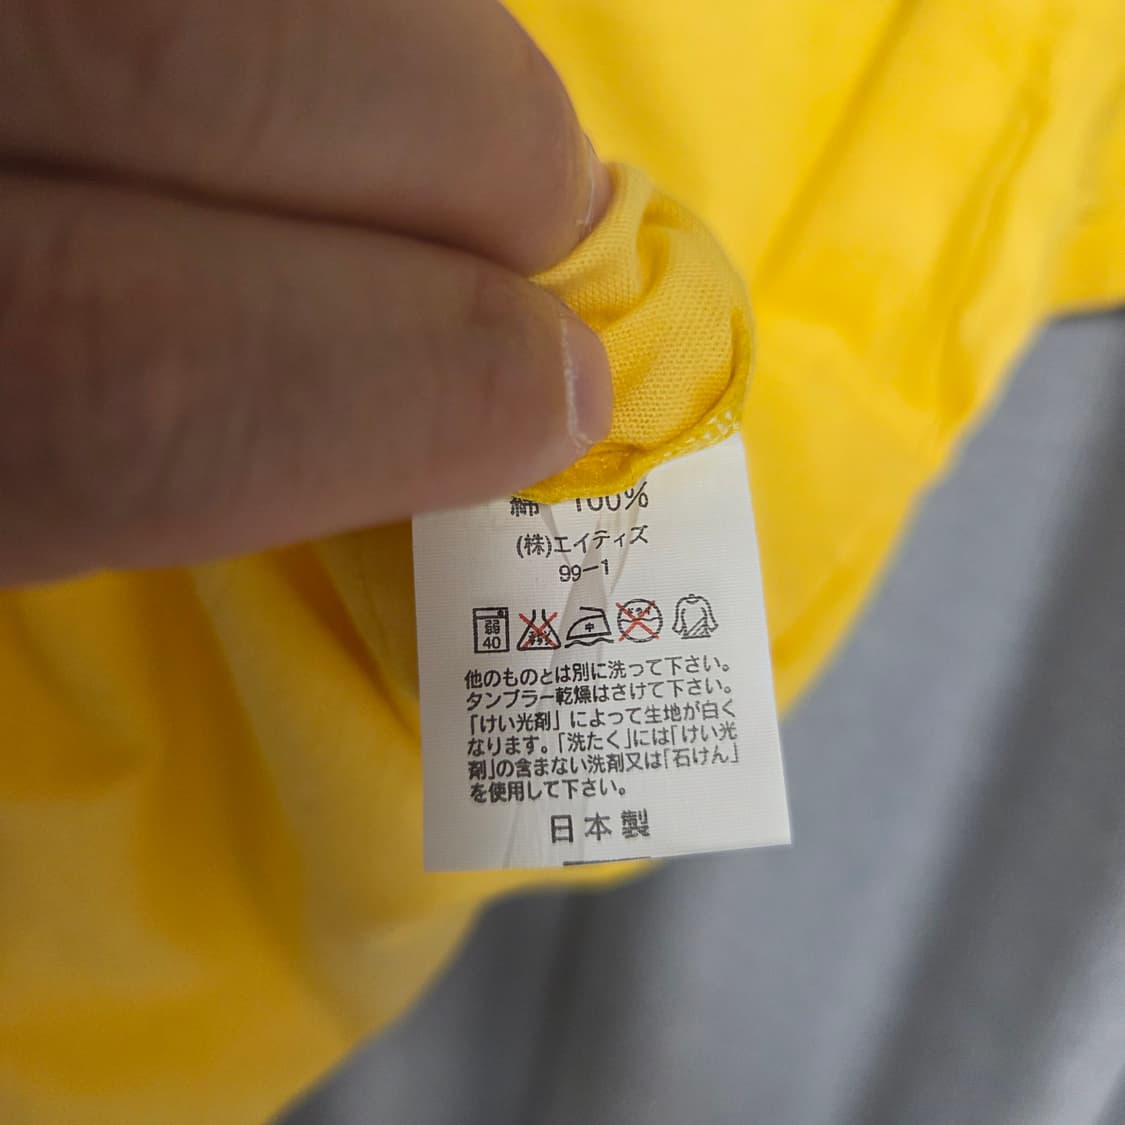 綿 100%
(株)エイティズ
99-1
弱
40
中
他のものとは別に洗って下さい。
タンブラー乾燥はさけて下さい。
「けい光剤」によって生地が白く
なります。「洗たく」には「けい光
剤」の含まない洗剤又は「石けん」
を使用して下さい。
日本製